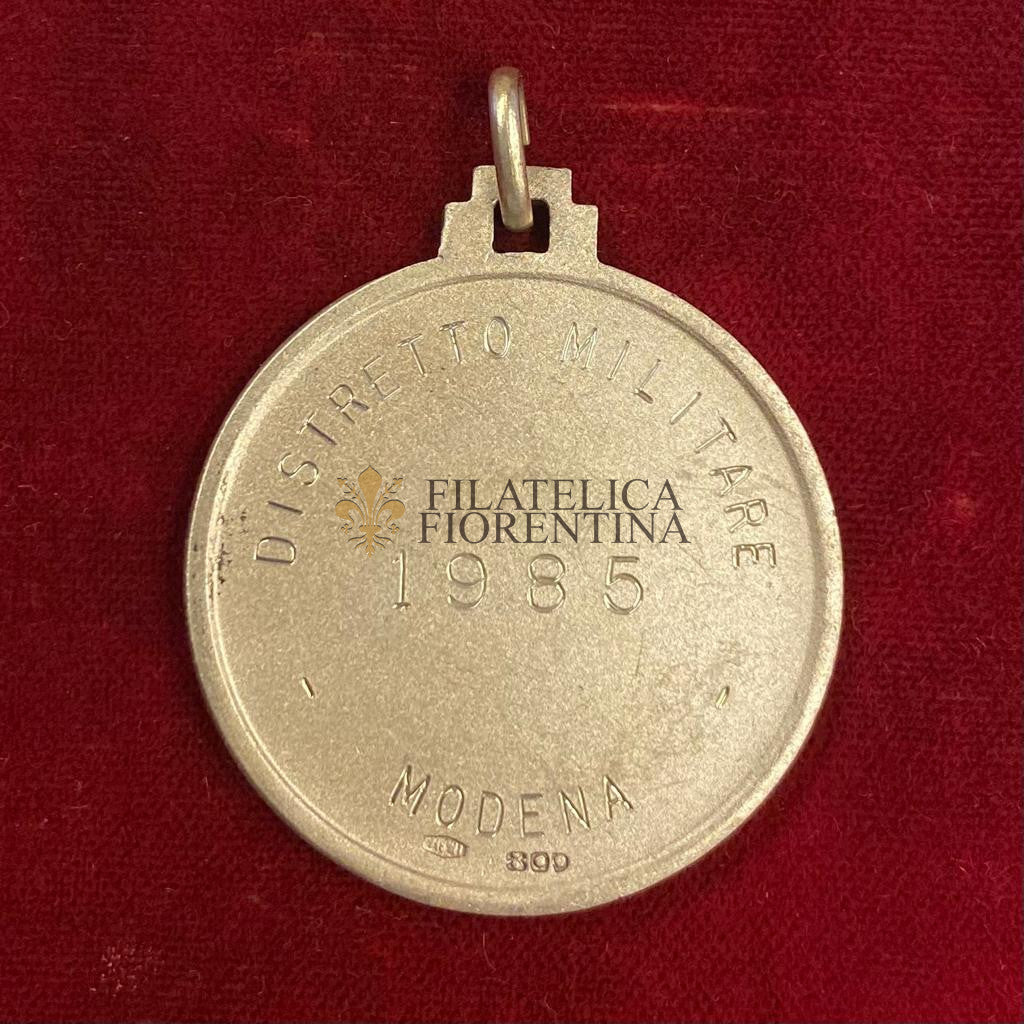 DISTRETTO MILITARE
FILATELICA
FIORENTINA
1985
- -
MODENA
800